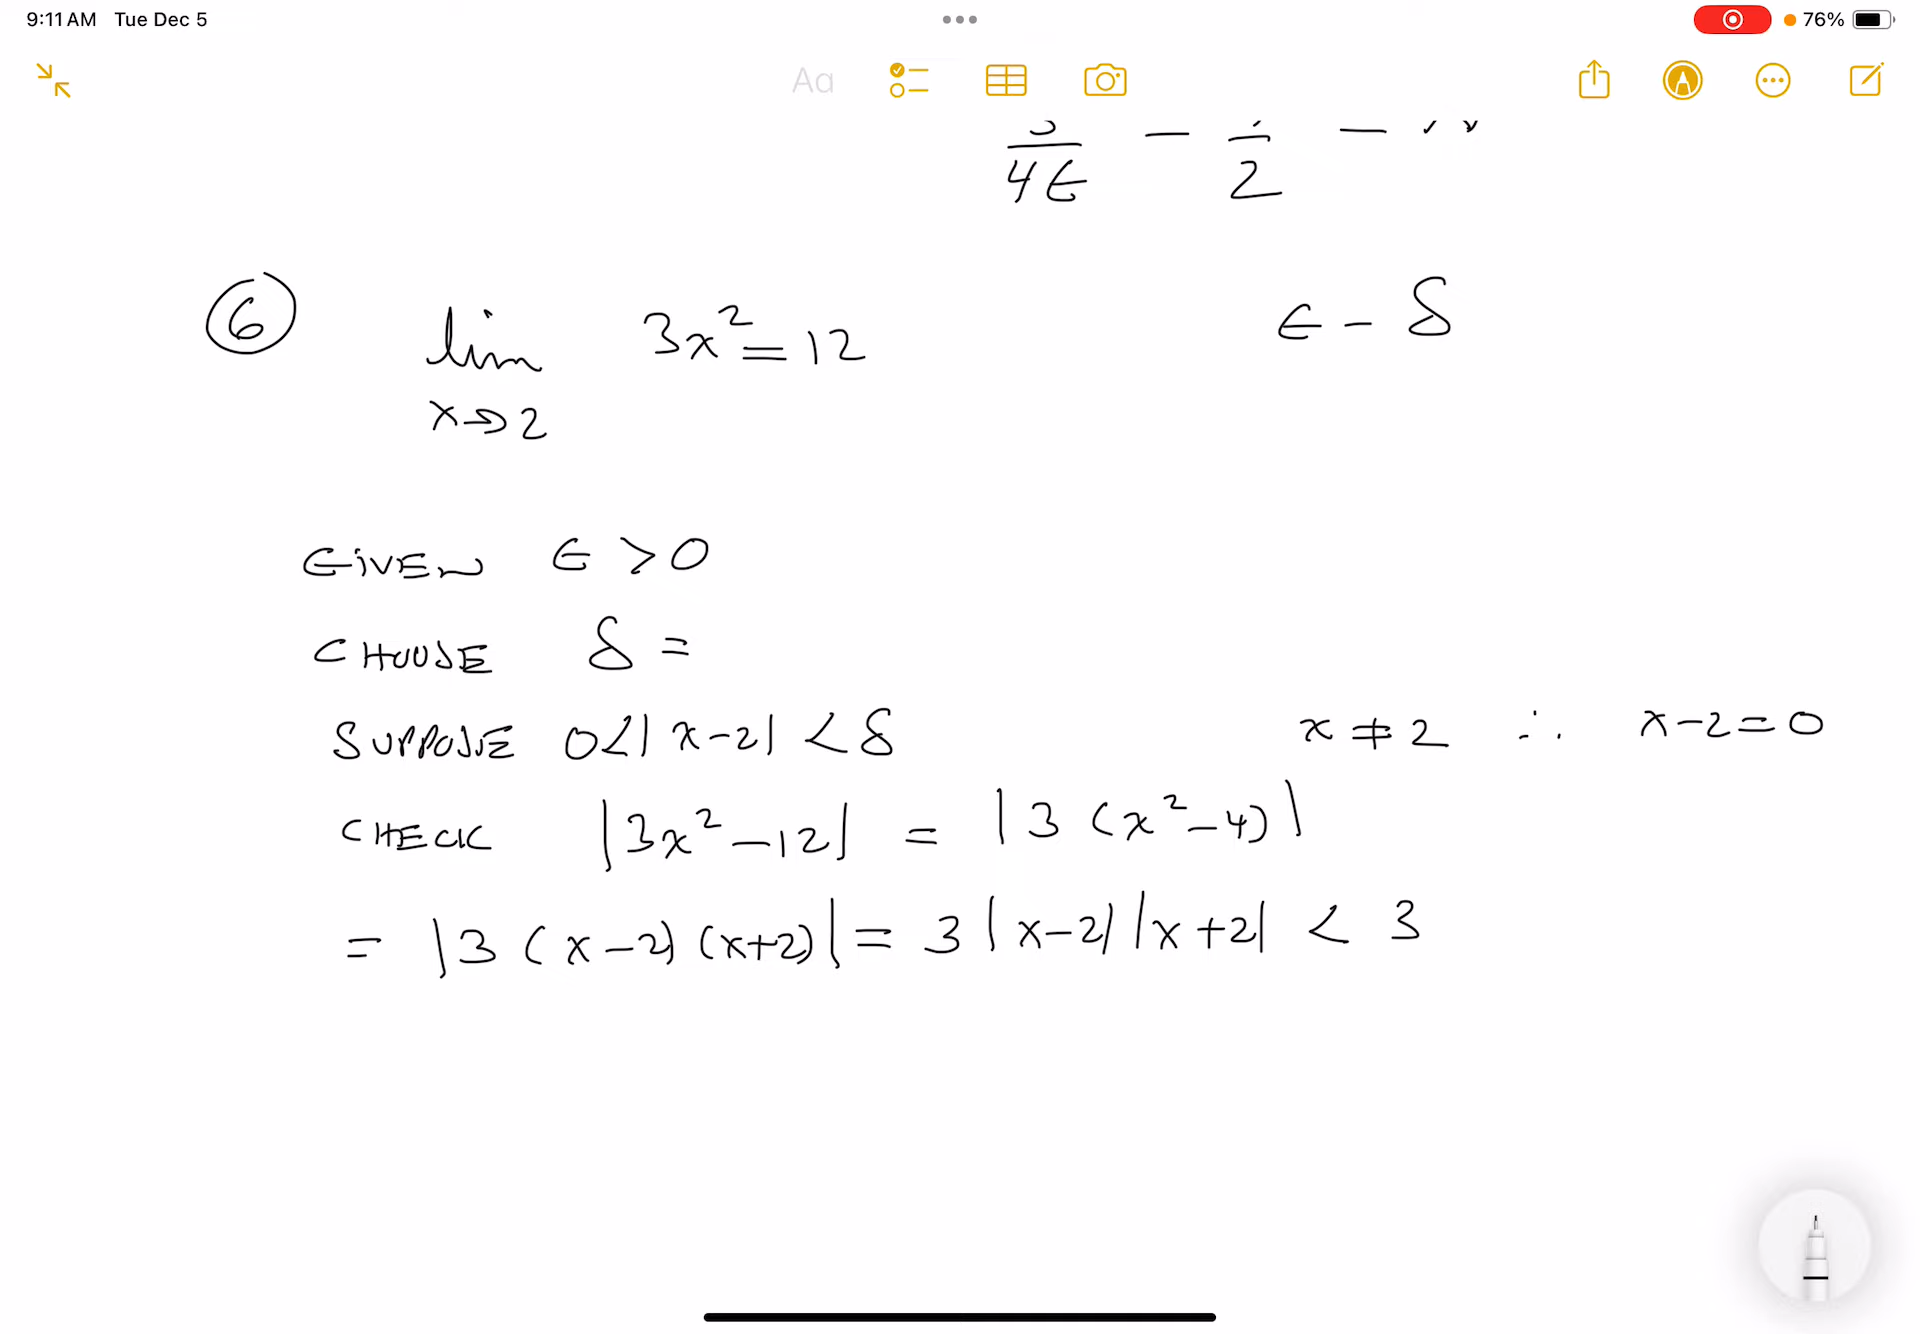 9:11 AM Tue Dec 5
76%
Aa
4ϵ — 2 —
⑥ lim 3x² = 12 ϵ – δ
x→2
GIVEN ϵ > 0
CHOOSE δ =
SUPPOSE 0<|x-2| < δ x ≠ 2 ∴ x-2=0
CHECK |3x²-12| = |3(x²-4)|
= |3(x-2)(x+2)| = 3|x-2||x+2| < 3